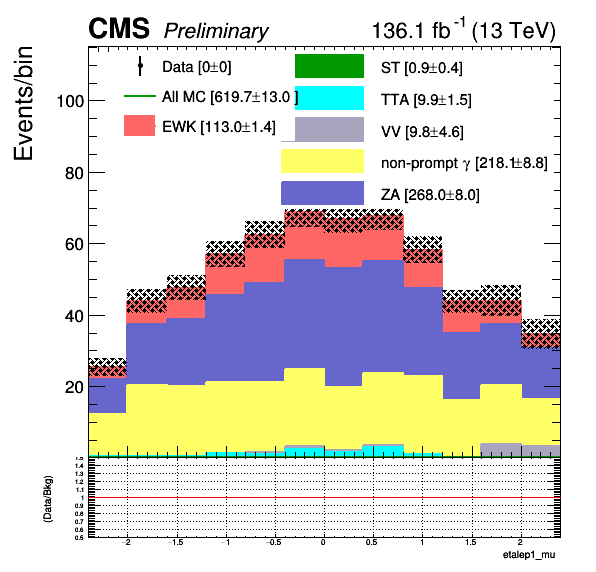 CMS Preliminary 136.1 fb⁻¹ (13 TeV)
Events/bin
Data [0±0]
All MC [619.7±13.0 ]
EWK [113.0±1.4]
ST [0.9±0.4]
TTA [9.9±1.5]
VV [9.8±4.6]
non-prompt γ [218.1±8.8]
ZA [268.0±8.0]
100
80
60
40
20
(Data/Bkg)
1.5
1.4
1.3
1.2
1.1
1
0.9
0.8
0.7
0.6
0.5
−2 −1.5 −1 −0.5 0 0.5 1 1.5 2
etalep1_mu